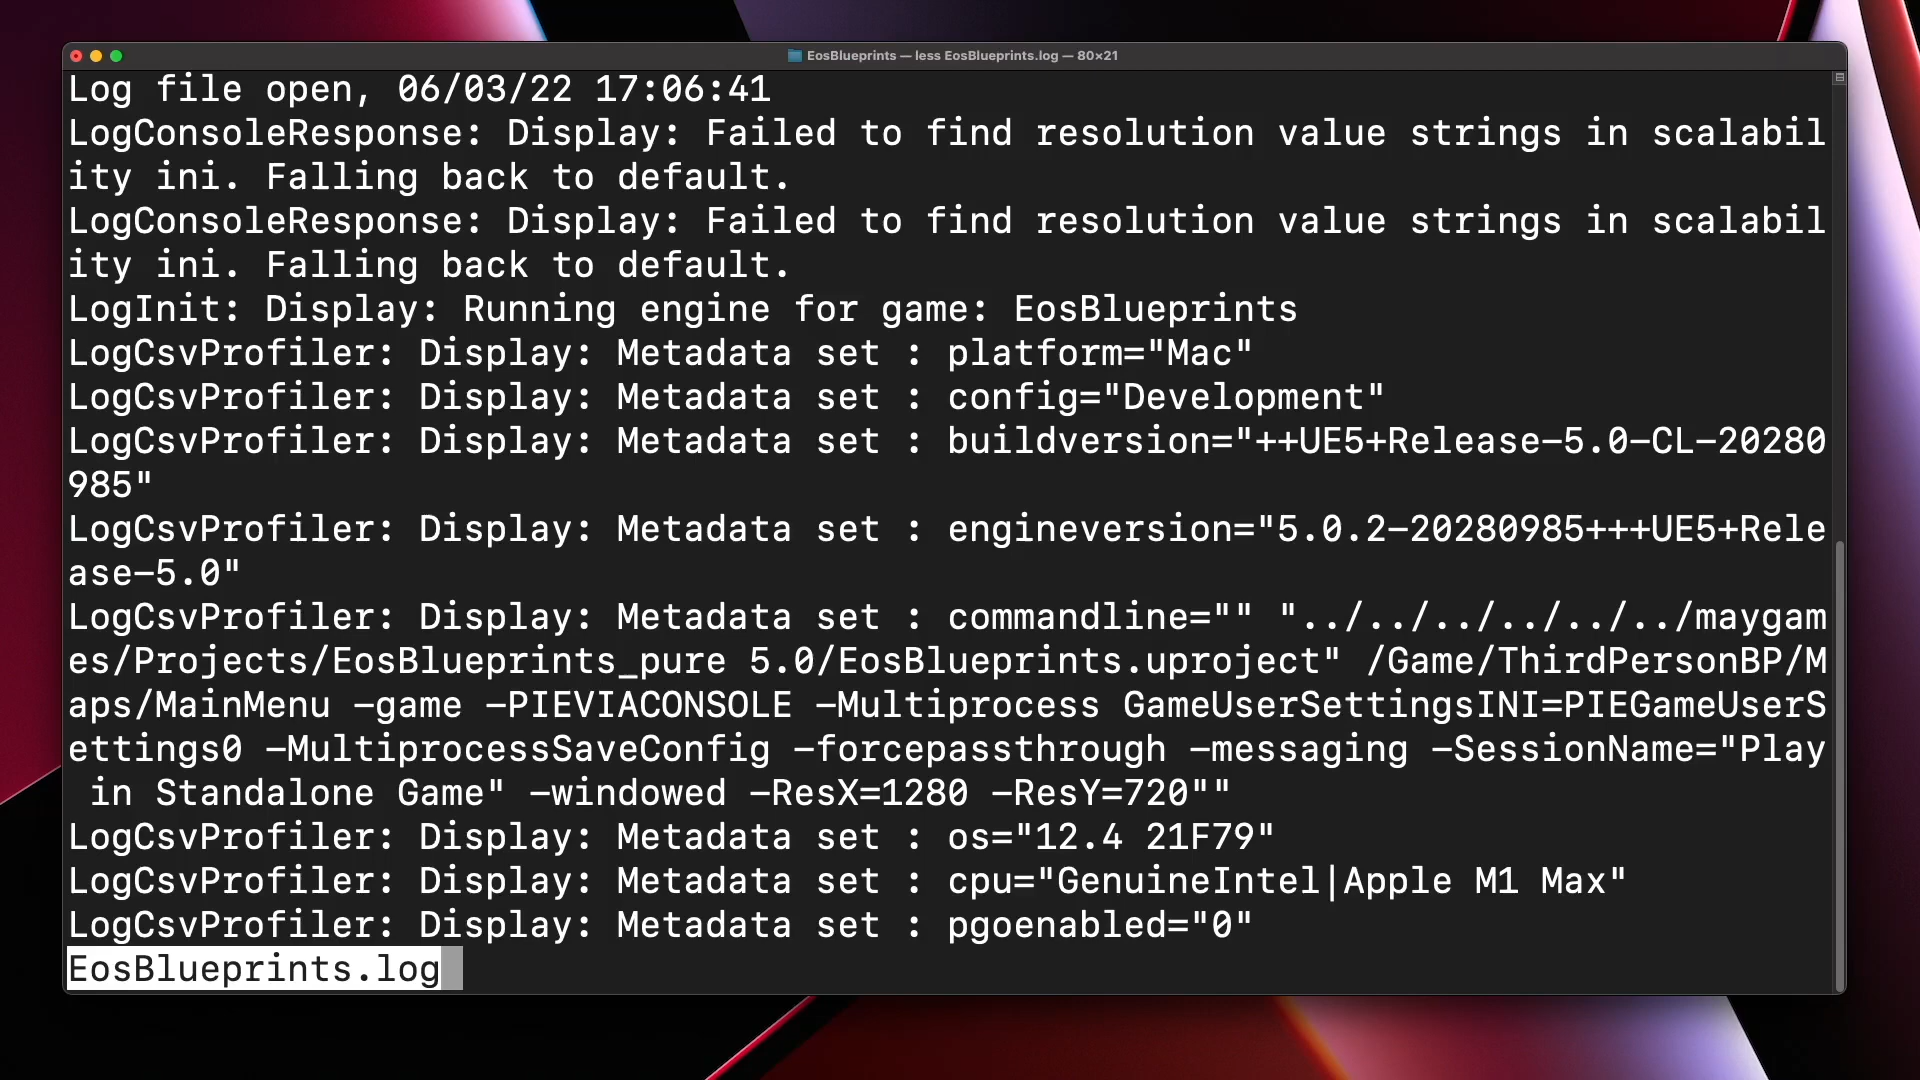 EosBlueprints — less EosBlueprints.log — 80×21
Log file open, 06/03/22 17:06:41
LogConsoleResponse: Display: Failed to find resolution value strings in scalabil
ity ini. Falling back to default.
LogConsoleResponse: Display: Failed to find resolution value strings in scalabil
ity ini. Falling back to default.
LogInit: Display: Running engine for game: EosBlueprints
LogCsvProfiler: Display: Metadata set : platform="Mac"
LogCsvProfiler: Display: Metadata set : config="Development"
LogCsvProfiler: Display: Metadata set : buildversion="++UE5+Release-5.0-CL-20280
985"
LogCsvProfiler: Display: Metadata set : engineversion="5.0.2-20280985+++UE5+Rele
ase-5.0"
LogCsvProfiler: Display: Metadata set : commandline="" "../../../../../../maygam
es/Projects/EosBlueprints_pure 5.0/EosBlueprints.uproject" /Game/ThirdPersonBP/M
aps/MainMenu -game -PIEVIACONSOLE -Multiprocess GameUserSettingsINI=PIEGameUserS
ettings0 -MultiprocessSaveConfig -forcepassthrough -messaging -SessionName="Play
 in Standalone Game" -windowed -ResX=1280 -ResY=720""
LogCsvProfiler: Display: Metadata set : os="12.4 21F79"
LogCsvProfiler: Display: Metadata set : cpu="GenuineIntel|Apple M1 Max"
LogCsvProfiler: Display: Metadata set : pgoenabled="0"
EosBlueprints.log